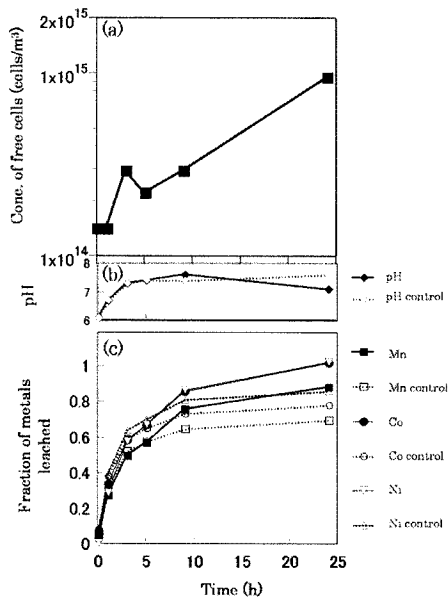 (a)
2x10^15
1x10^15
1x10^14
Conc. of free cells (cells/m³)
(b)
8
7
6
pH
pH
pH control
(c)
1
0.8
0.6
0.4
0.2
0
Fraction of metals
leached
Mn
Mn control
Co
Co control
Ni
Ni control
0
5
10
15
20
25
Time (h)